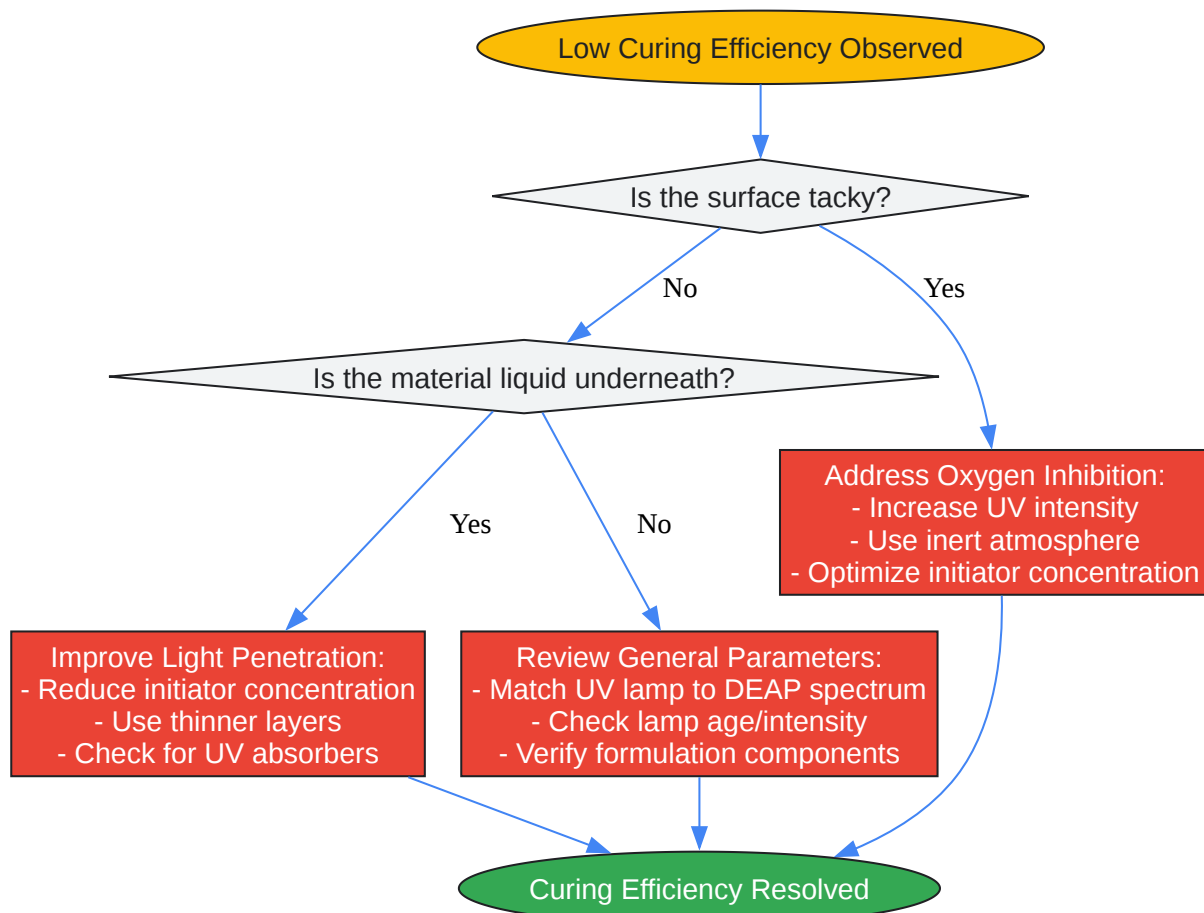 Low Curing Efficiency Observed
Is the surface tacky?
No
Yes
Is the material liquid underneath?
Address Oxygen Inhibition:
- Increase UV intensity
- Use inert atmosphere
- Optimize initiator concentration
Yes
No
Improve Light Penetration:
- Reduce initiator concentration
- Use thinner layers
- Check for UV absorbers
Review General Parameters:
- Match UV lamp to DEAP spectrum
- Check lamp age/intensity
- Verify formulation components
Curing Efficiency Resolved